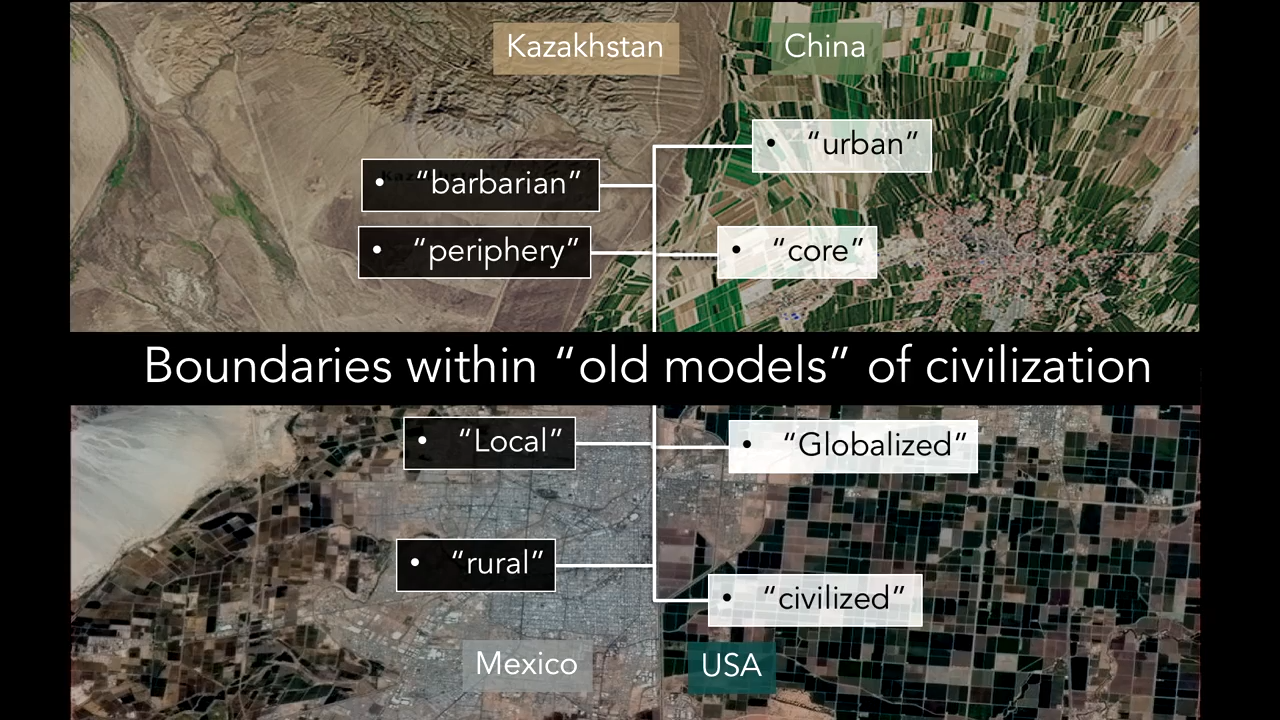 Kazakhstan
China
• “urban”
• “barbarian”
• “periphery”
• “core”
Boundaries within “old models” of civilization
• “Local”
• “Globalized”
• “rural”
• “civilized”
Mexico
USA